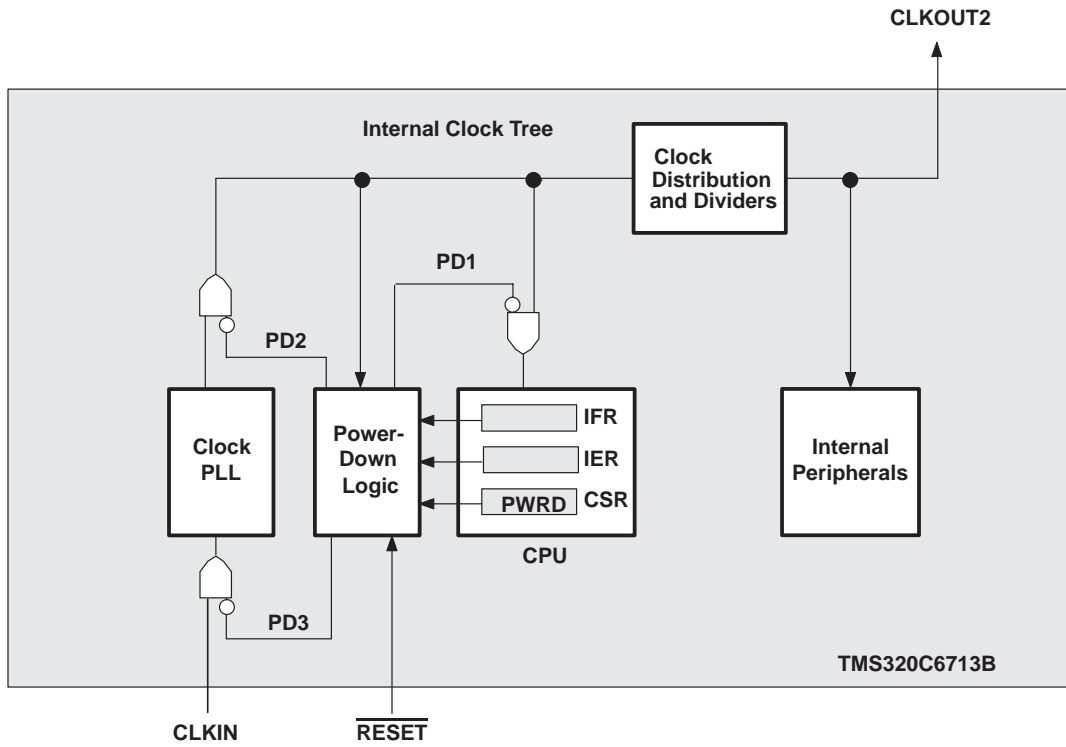 CLKOUT2
Internal Clock Tree
Clock
Distribution
and Dividers
PD1
PD2
Clock
PLL
Power-
Down
Logic
IFR
IER
PWRD CSR
CPU
Internal
Peripherals
PD3
TMS320C6713B
CLKIN
RESET